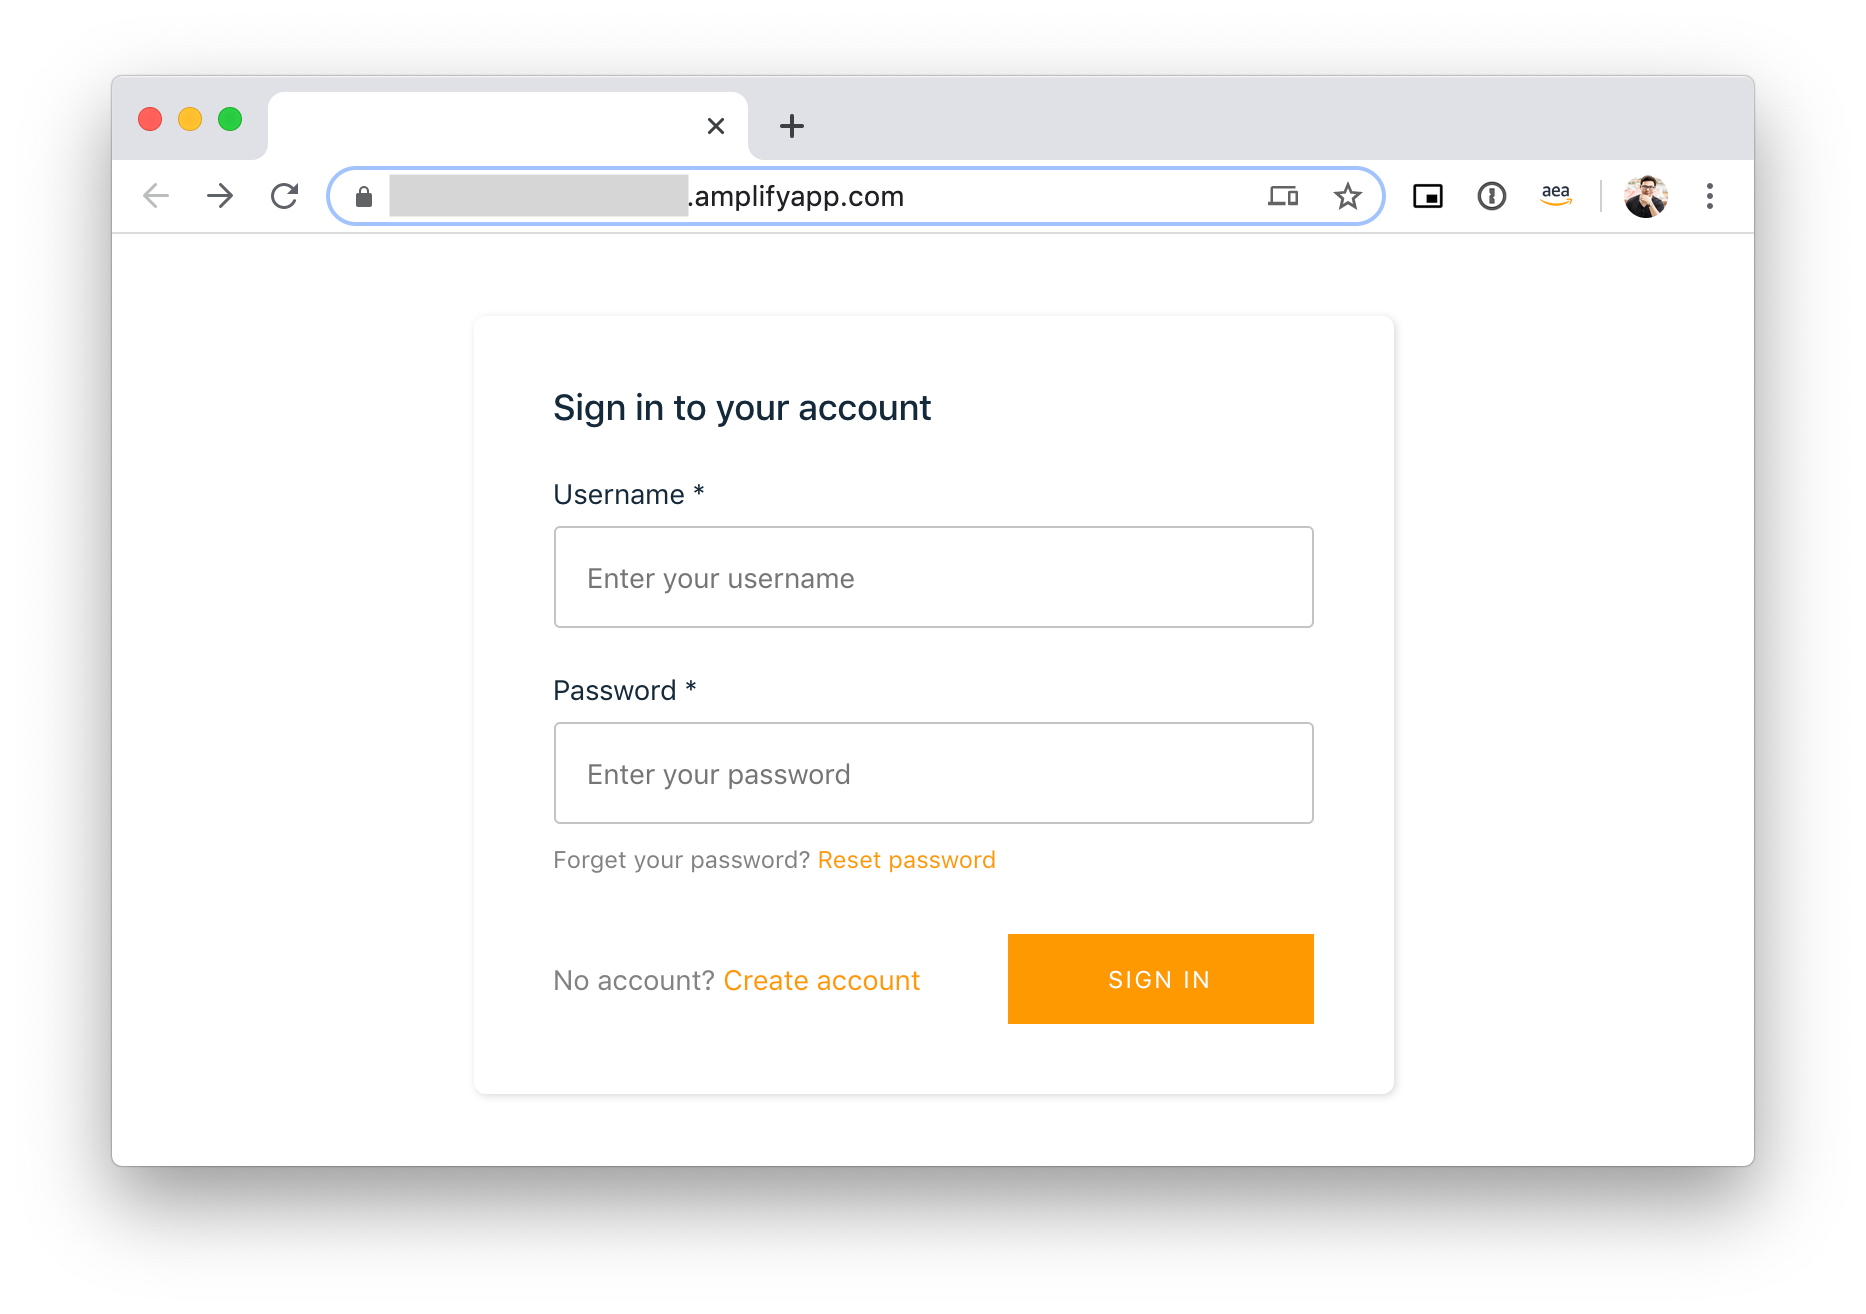 .amplifyapp.com
aea
Sign in to your account
Username *
Enter your username
Password *
Enter your password
Forget your password? Reset password
No account? Create account
SIGN IN